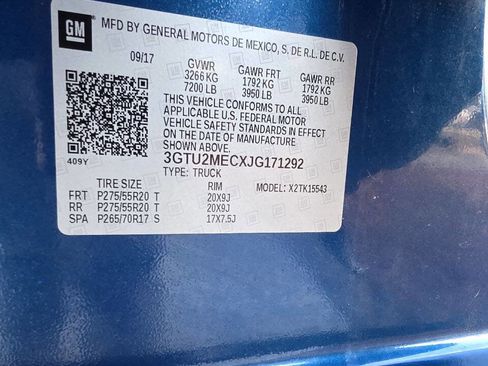 GM
MFD BY GENERAL MOTORS DE MEXICO, S. DE R.L. DE C.V.
09/17 GVWR GAWR FRT GAWR RR
3266 KG 1792 KG 1792 KG
7200 LB 3950 LB 3950 LB
THIS VEHICLE CONFORMS TO ALL
APPLICABLE U.S. FEDERAL MOTOR
VEHICLE SAFETY STANDARDS IN EFFECT
ON THE DATE OF MANUFACTURE
SHOWN ABOVE.
409Y 3GTU2MECXJG171292
TYPE: TRUCK
TIRE SIZE RIM MODEL: X2TK15543
FRT P275/55R20 T 20X9J
RR P275/55R20 T 20X9J
SPA P265/70R17 S 17X7.5J